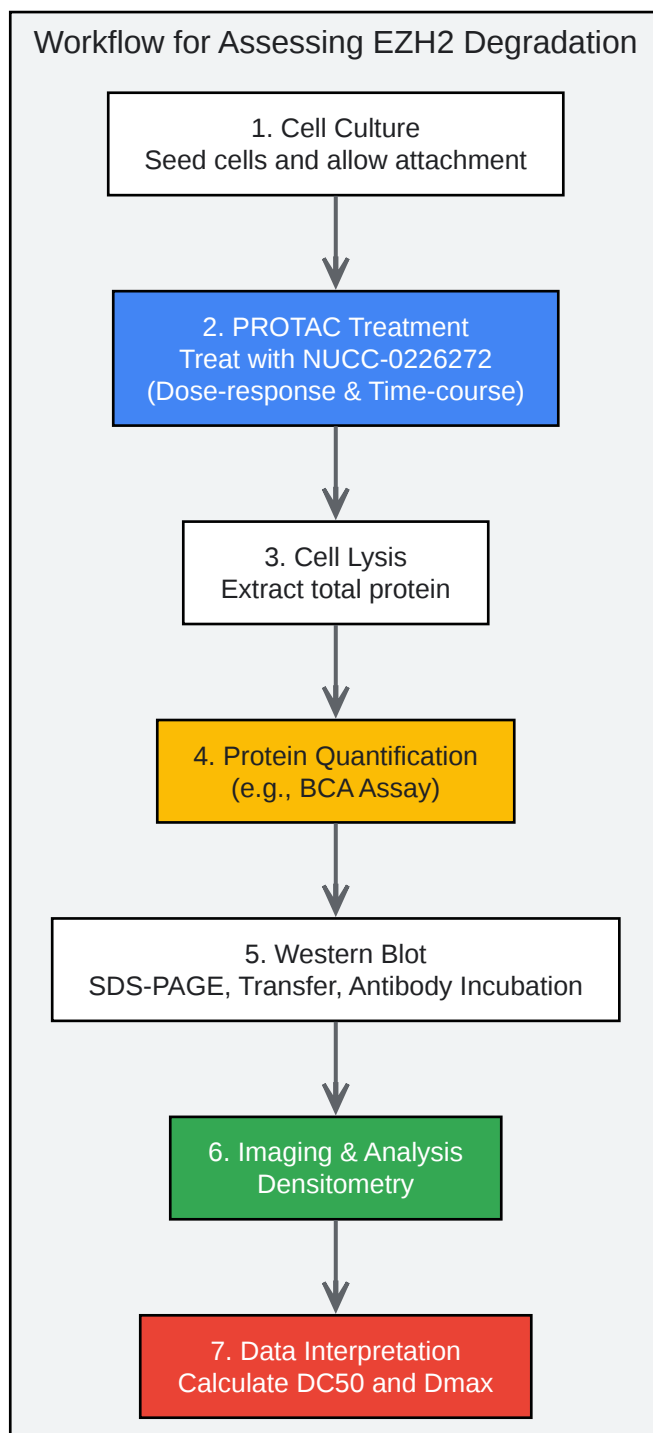 Workflow for Assessing EZH2 Degradation
1. Cell Culture
Seed cells and allow attachment
2. PROTAC Treatment
Treat with NUCC-0226272
(Dose-response & Time-course)
3. Cell Lysis
Extract total protein
4. Protein Quantification
(e.g., BCA Assay)
5. Western Blot
SDS-PAGE, Transfer, Antibody Incubation
6. Imaging & Analysis
Densitometry
7. Data Interpretation
Calculate DC50 and Dmax